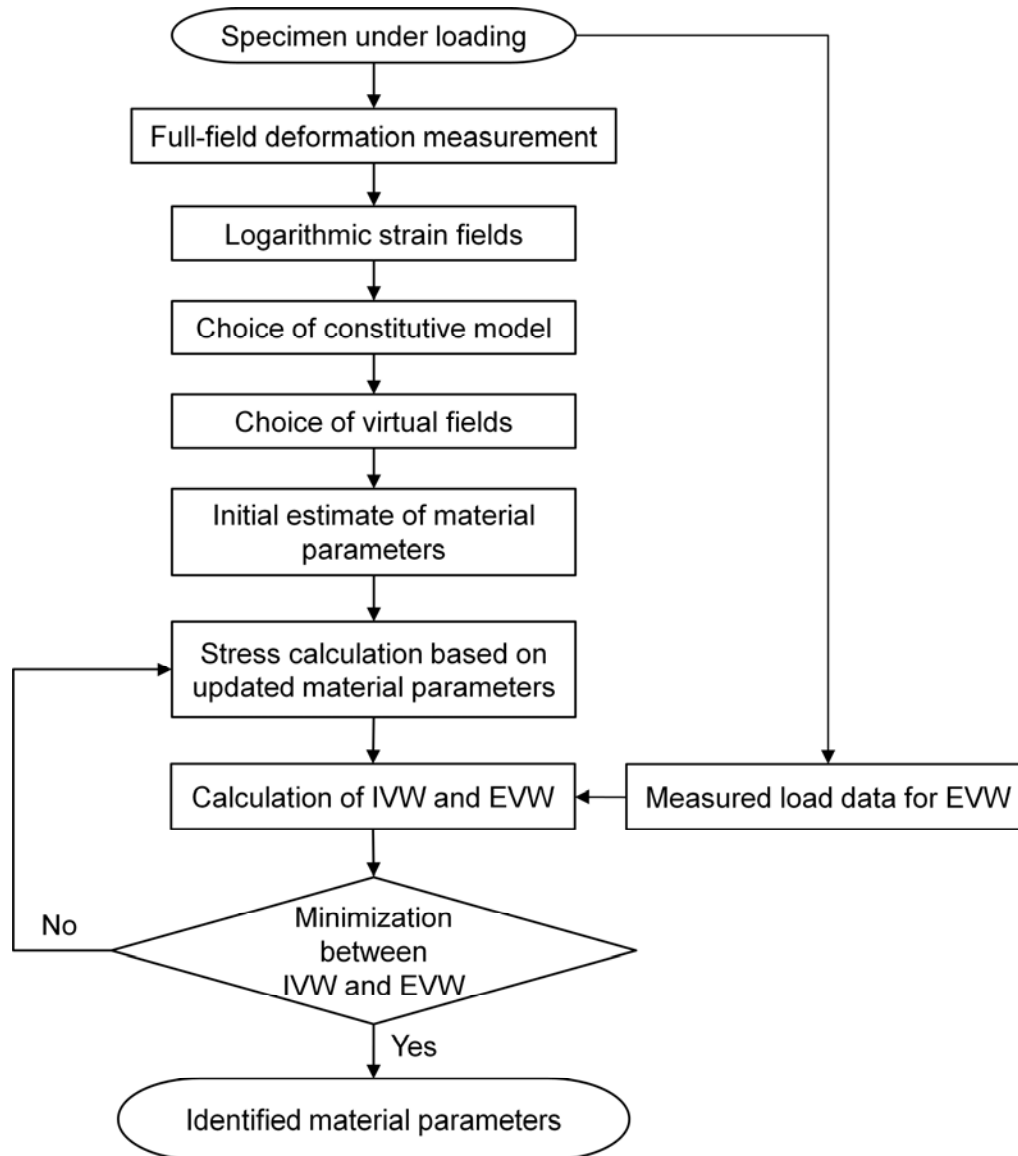 Specimen under loading
Full-field deformation measurement
Logarithmic strain fields
Choice of constitutive model
Choice of virtual fields
Initial estimate of material
parameters
Stress calculation based on
updated material parameters
Calculation of IVW and EVW
Measured load data for EVW
Minimization
between
IVW and EVW
No
Yes
Identified material parameters